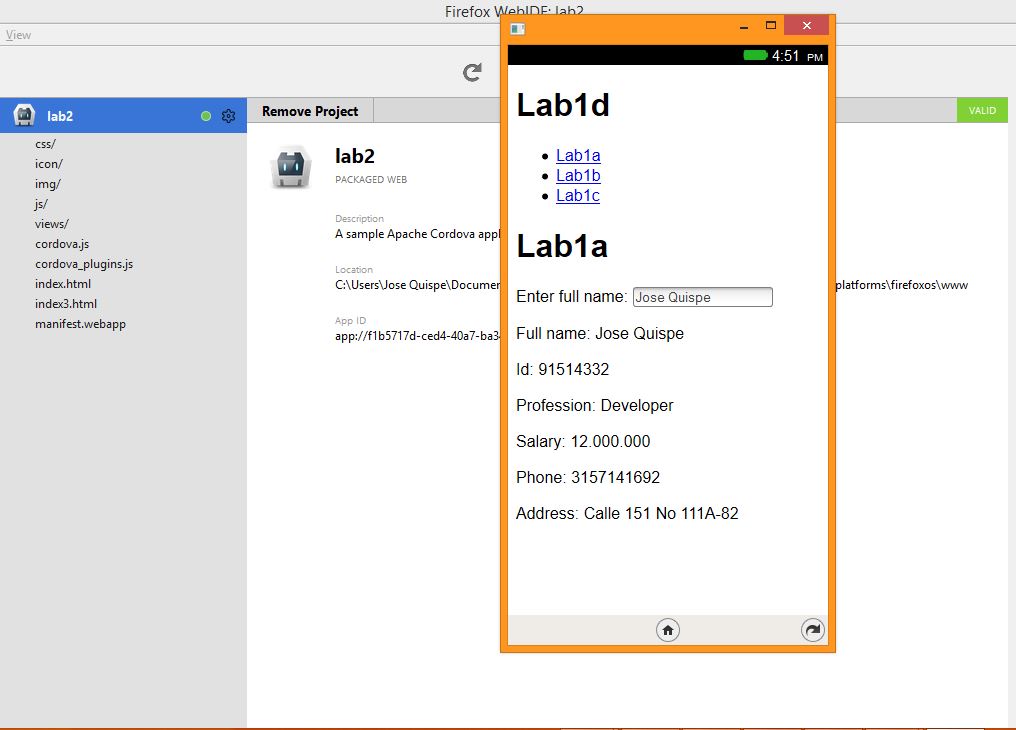 Firefox WebIDE: lab2
View
lab2
css/
icon/
img/
js/
views/
cordova.js
cordova_plugins.js
index.html
index3.html
manifest.webapp
Remove Project
VALID
lab2
PACKAGED WEB
Description
A sample Apache Cordova appl
Location
C:\Users\Jose Quispe\Documen platforms\firefoxos\www
App ID
app://f1b5717d-ced4-40a7-ba34
4:51 PM
Lab1d
Lab1a
Lab1b
Lab1c
Lab1a
Enter full name: Jose Quispe
Full name: Jose Quispe
Id: 91514332
Profession: Developer
Salary: 12.000.000
Phone: 3157141692
Address: Calle 151 No 111A-82